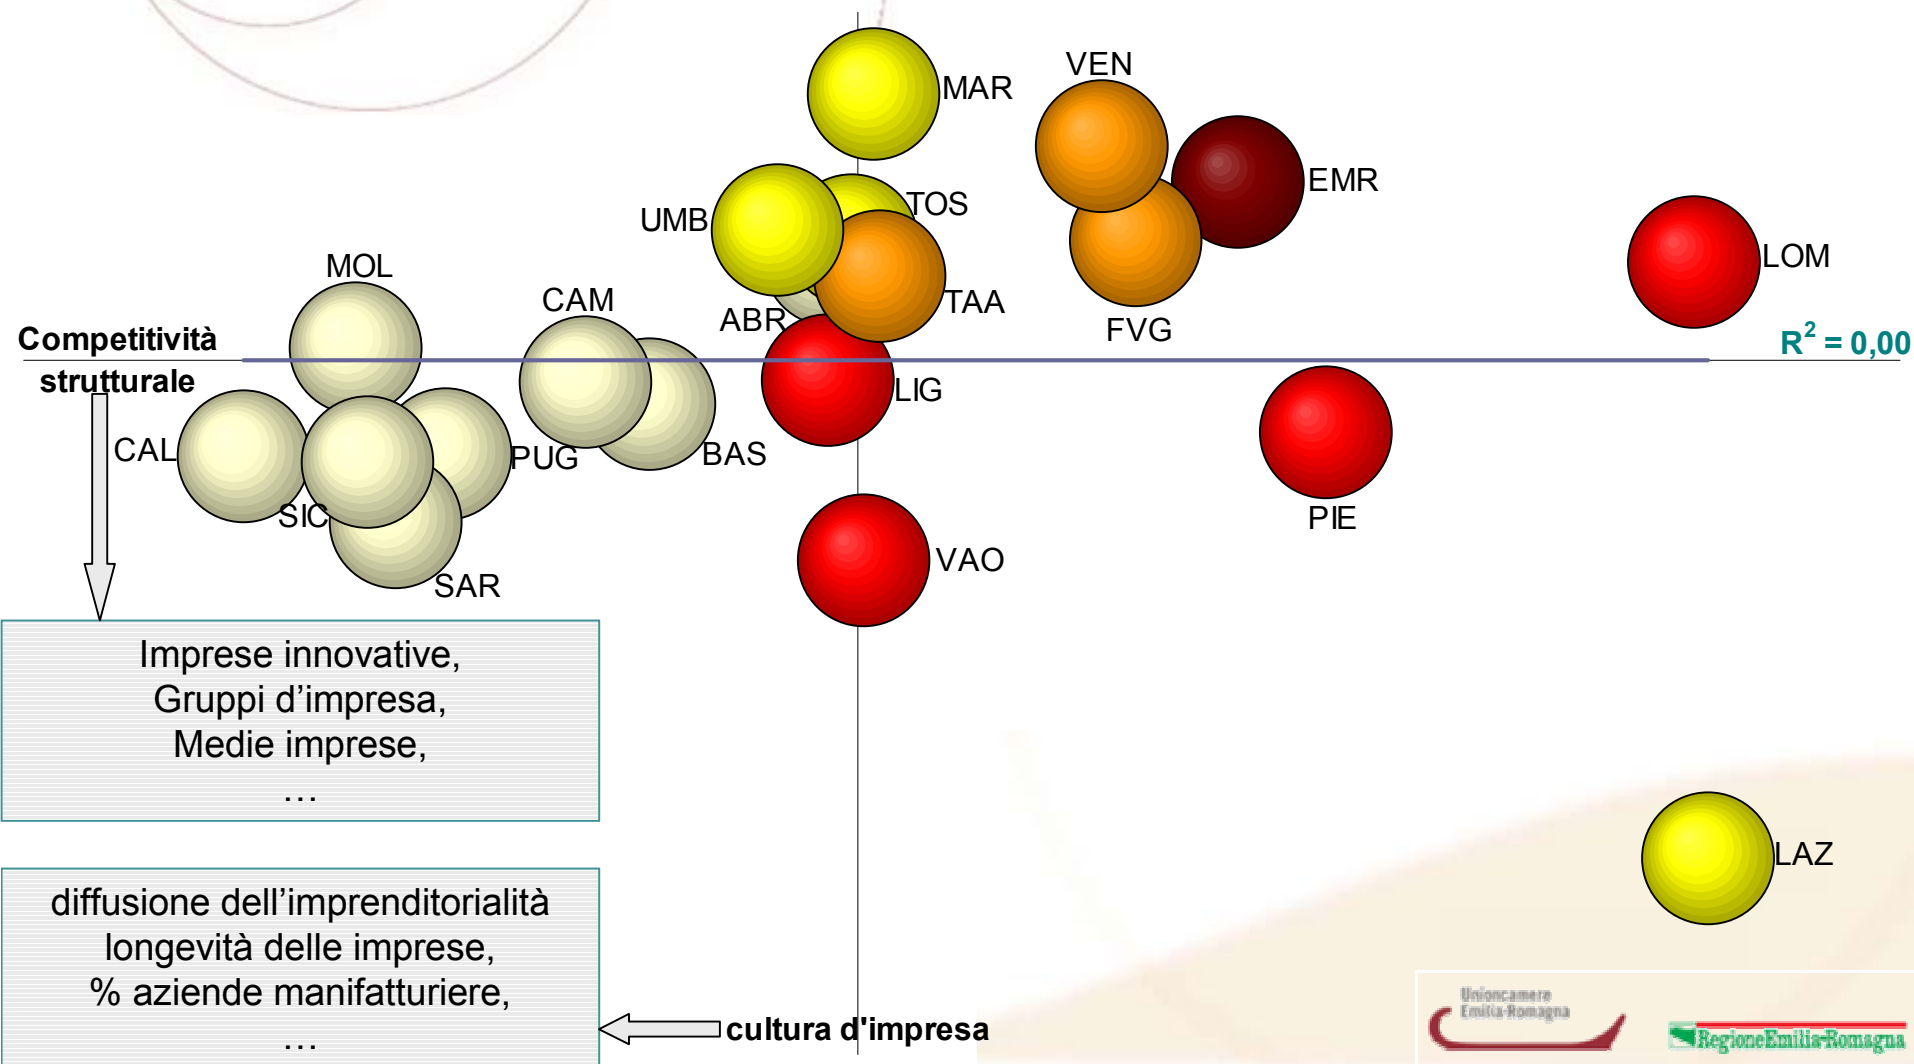 VEN
MAR
EMR
UMB
TOS
LOM
MOL
CAM
TAA
ABR
FVG
Competitività
strutturale
R² = 0,00
LIG
CAL
PUG
BAS
SIC
PIE
VAO
SAR
Imprese innovative,
Gruppi d’impresa,
Medie imprese,
…
LAZ
diffusione dell’imprenditorialità
longevità delle imprese,
% aziende manifatturiere,
…
cultura d'impresa
Unioncamere
Emilia-Romagna
RegioneEmilia-Romagna